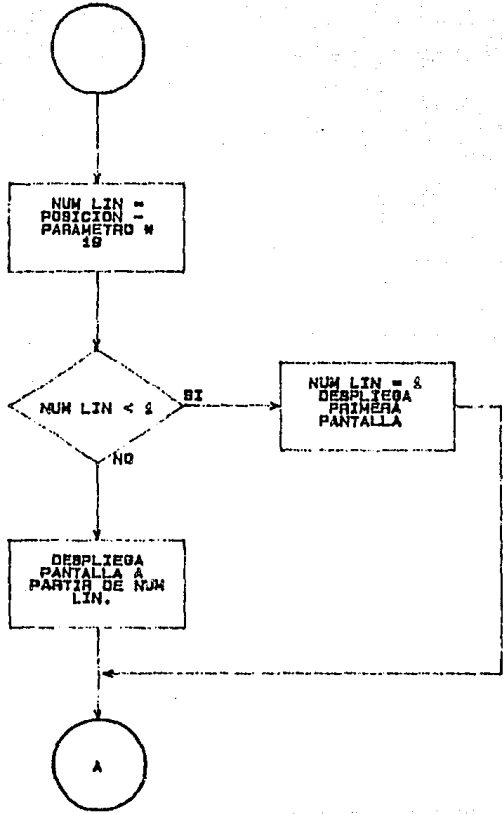 NUM LIN =
POSICION -
PARAMETRO *
19
NUM LIN < 1
SI
NUM LIN = 1
DESPLIEGA
PRIMERA
PANTALLA
NO
DESPLIEGA
PANTALLA A
PARTIR DE NUM
LIN.
A